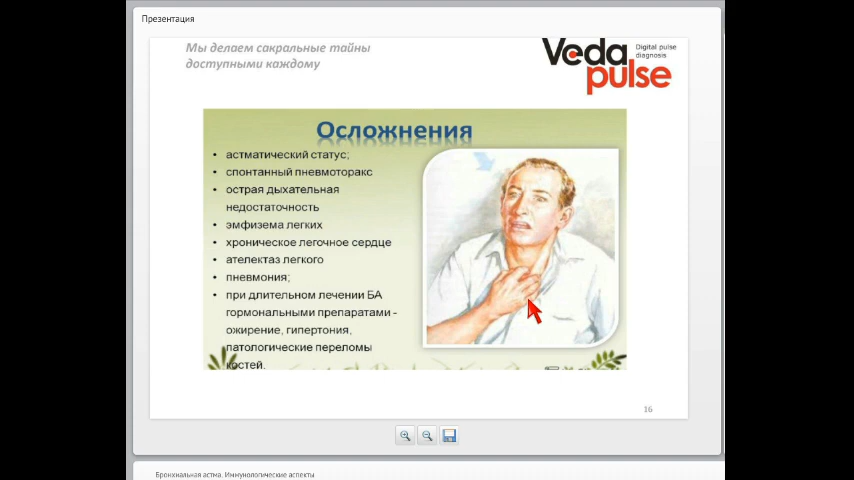 Презентация
Мы делаем сакральные тайны
доступными каждому
Veda
pulse
Digital pulse
diagnosis
Осложнения
• астматический статус;
• спонтанный пневмоторакс
• острая дыхательная
недостаточность
• эмфизема легких
• хроническое легочное сердце
• ателектаз легкого
• пневмония;
• при длительном лечении БА
гормональными препаратами -
ожирение, гипертония,
патологические переломы
костей.
16
Бронхиальная астма. Иммунологические аспекты